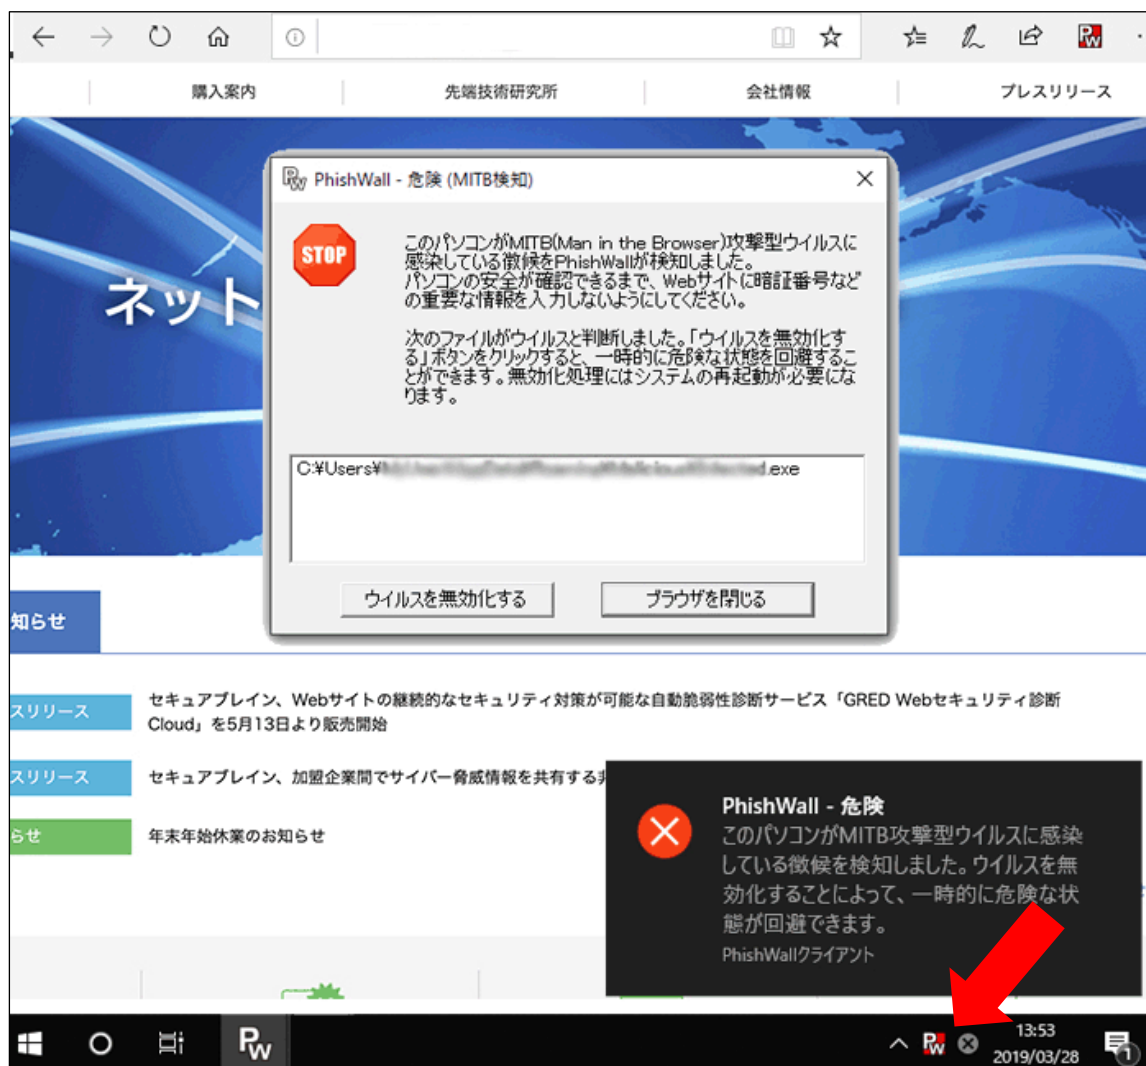 購入案内
先端技術研究所
会社情報
プレスリリース
PhishWall - 危険 (MITB検知)
STOP
このパソコンがMITB(Man in the Browser)攻撃型ウイルスに
感染している徴候をPhishWallが検知しました。
パソコンの安全が確認できるまで、Webサイトに暗証番号など
の重要な情報を入力しないようにしてください。
次のファイルがウイルスと判断しました。「ウイルスを無効化す
る」ボタンをクリックすると、一時的に危険な状態を回避するこ
とができます。無効化処理にはシステムの再起動が必要にな
ります。
ネット
C:¥Users¥
d.exe
ウイルスを無効化する
ブラウザを閉じる
知らせ
スリリース
セキュアブレイン、Webサイトの継続的なセキュリティ対策が可能な自動脆弱性診断サービス「GRED Webセキュリティ診断
Cloud」を5月13日より販売開始
スリリース
セキュアブレイン、加盟企業間でサイバー脅威情報を共有する
らせ
年末年始休業のお知らせ
PhishWall - 危険
このパソコンがMITB攻撃型ウイルスに感染
している徴候を検知しました。ウイルスを無
効化することによって、一時的に危険な状
態が回避できます。
PhishWallクライアント
PW
PW
13:53
2019/03/28
1